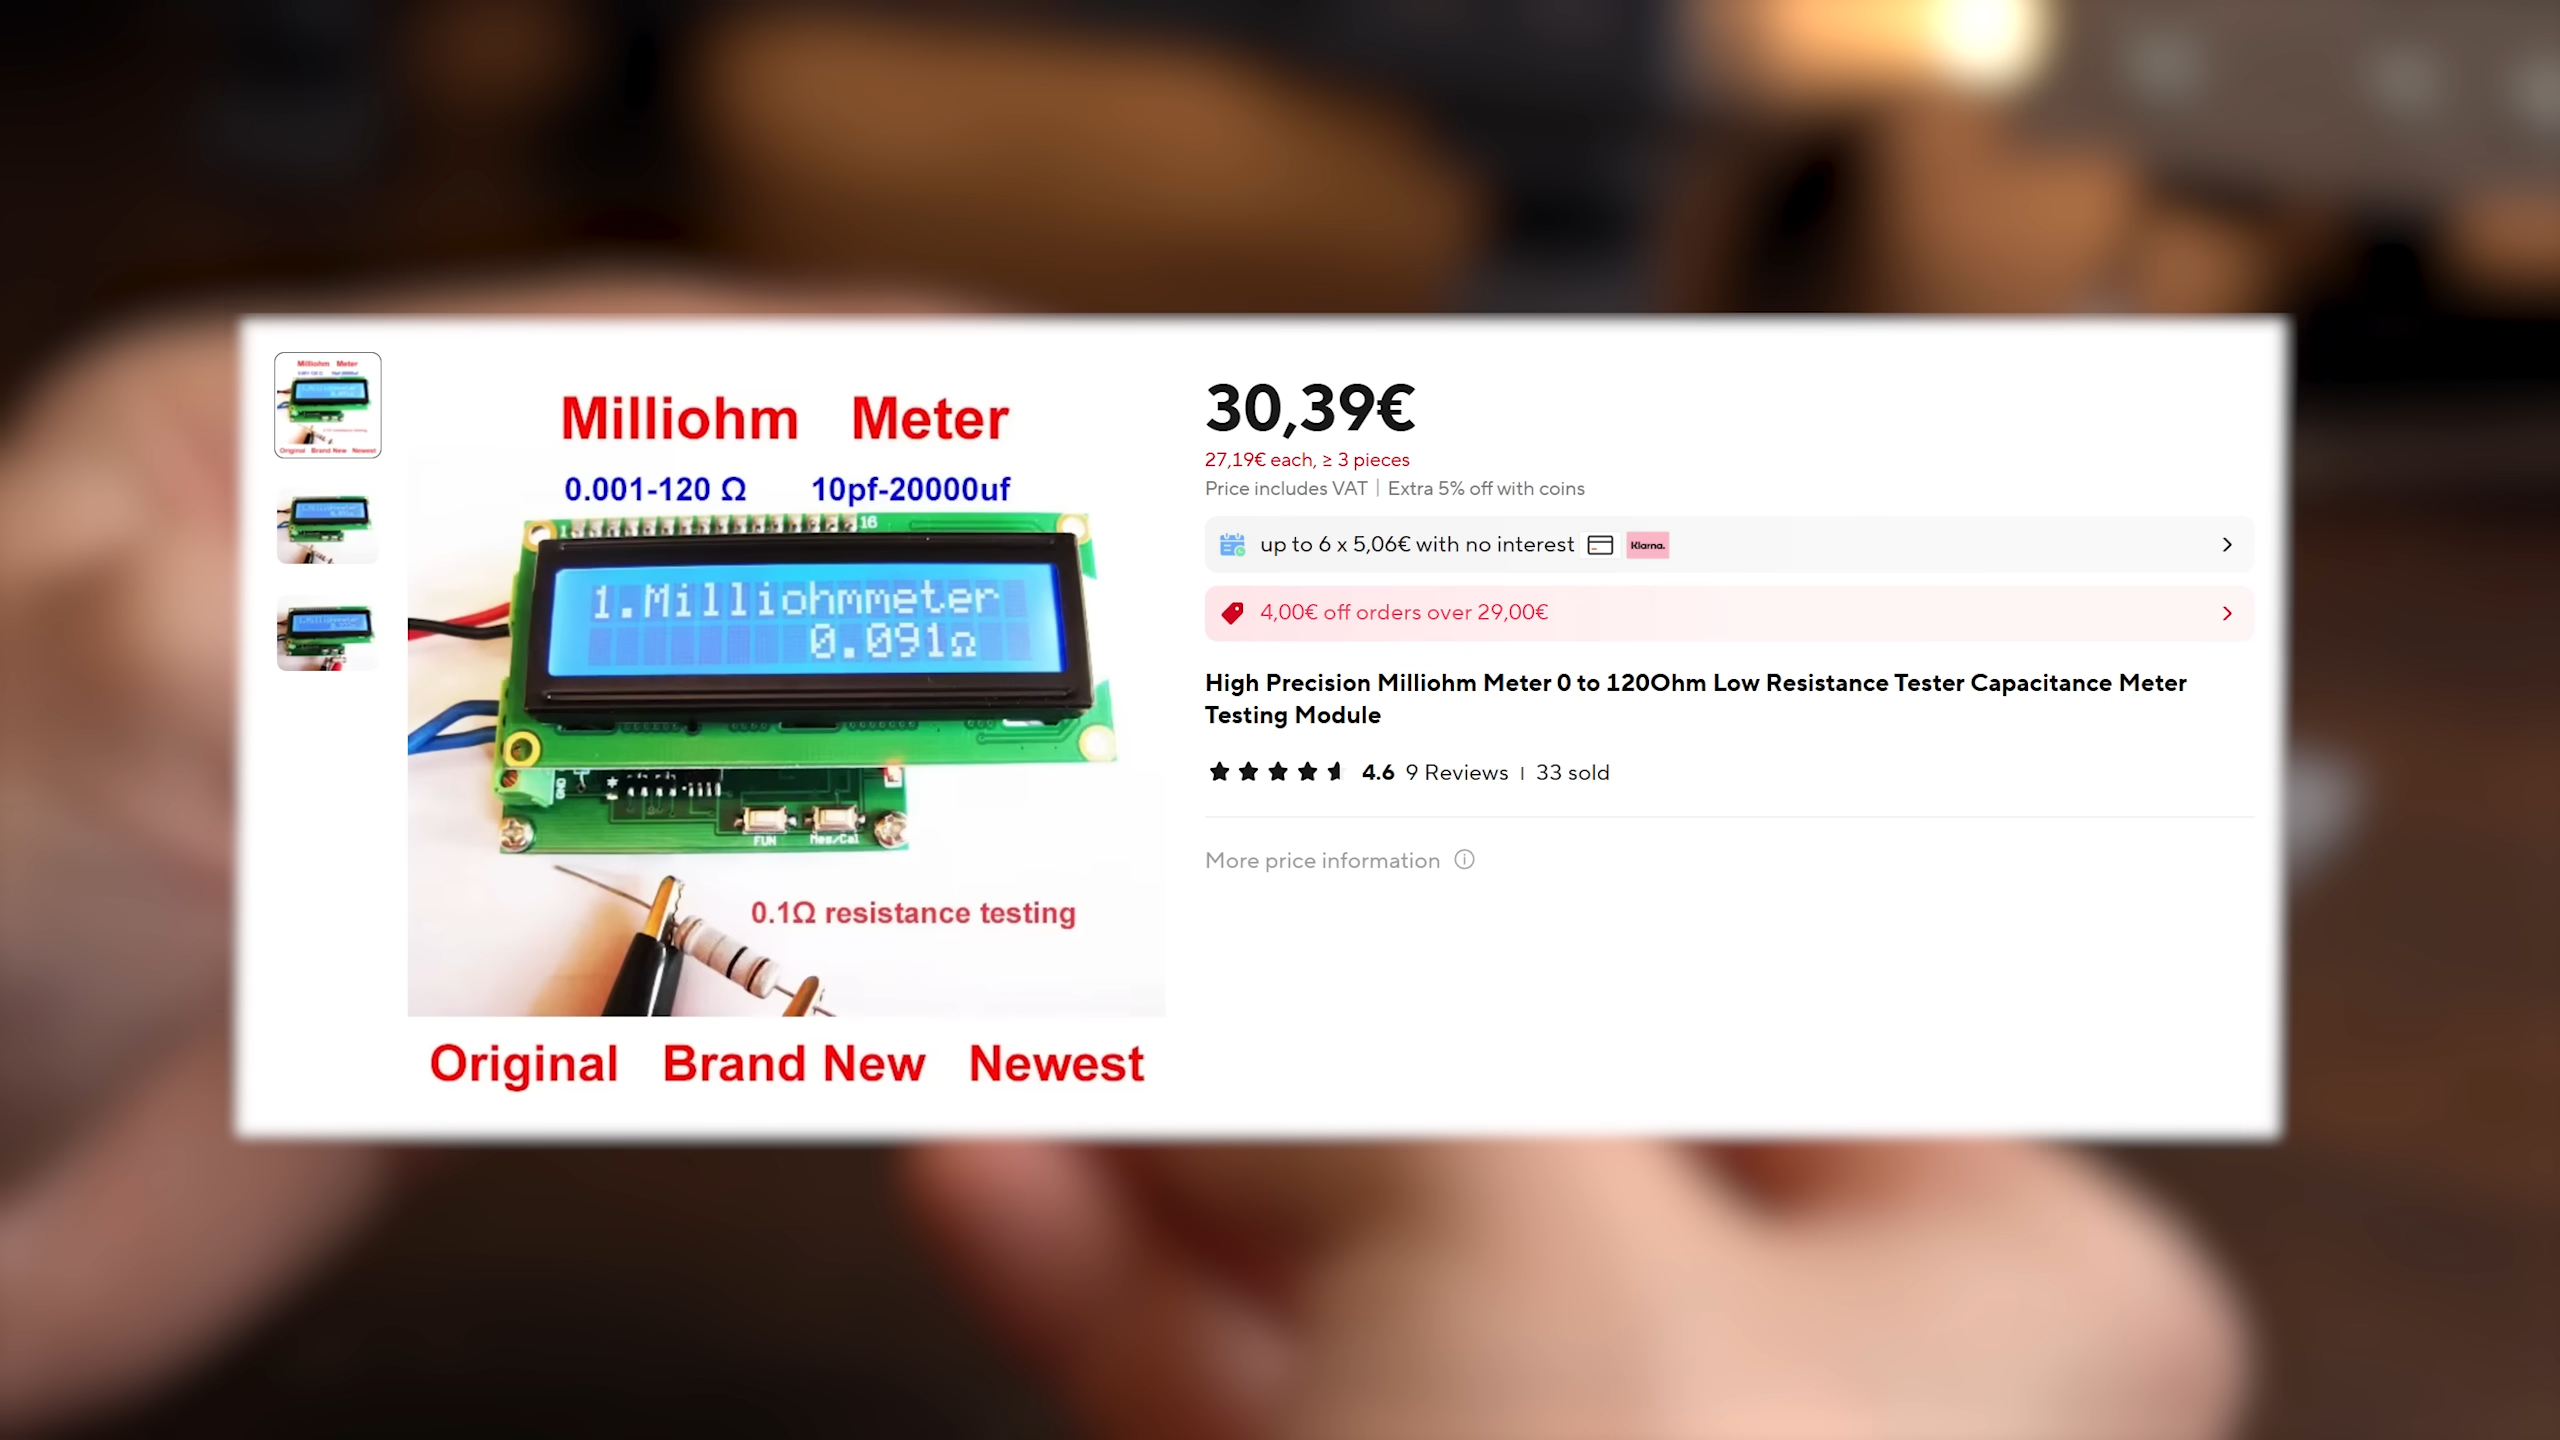 Milliohm Meter
0.001-120 Ω 10pf-20000uf
1 16
1.Milliohmmeter
0.091Ω
GND
FUN Mes/Cal
0.1Ω resistance testing
Original Brand New Newest
30,39€
27,19€ each, ≥ 3 pieces
Price includes VAT | Extra 5% off with coins
up to 6 x 5,06€ with no interest Klarna.
4,00€ off orders over 29,00€
High Precision Milliohm Meter 0 to 120Ohm Low Resistance Tester Capacitance Meter
Testing Module
4.6 9 Reviews | 33 sold
More price information